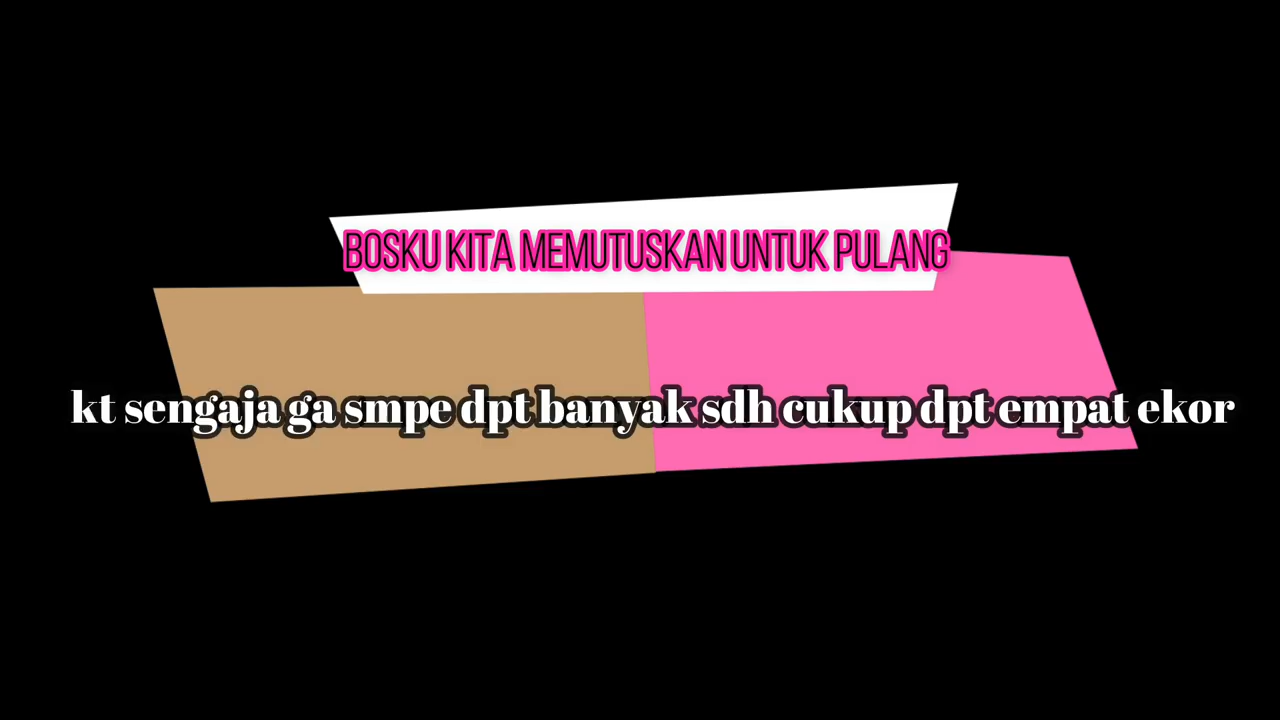 BOSKU KITA MEMUTUSKAN UNTUK PULANG
kt sengaja ga smpe dpt banyak sdh cukup dpt empat ekor